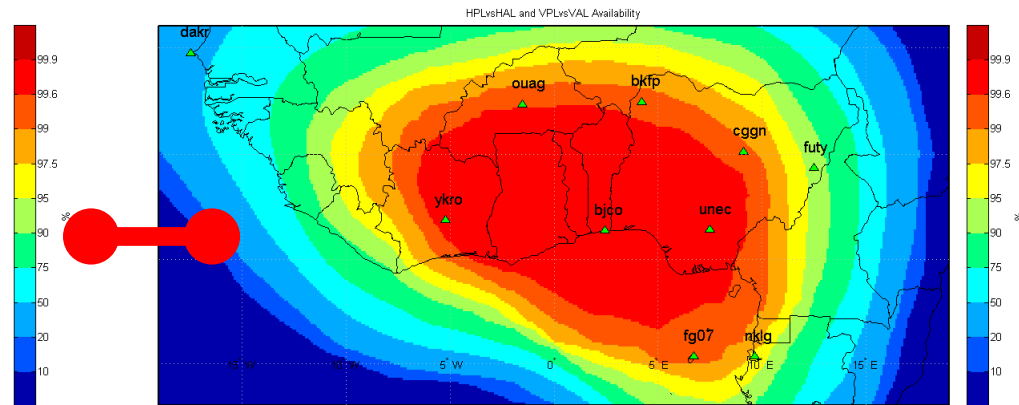 HPLvsHAL and VPLvsVAL Availability
99.9
99.6
99
97.5
95
90
75
50
20
10
%
dakr
ouag
bkfp
cggn
futy
ykro
bjco
unec
fg07
nklg
5° W
0°
5° E
10° E
15° E
99.9
99.6
99
97.5
95
90
75
50
20
10